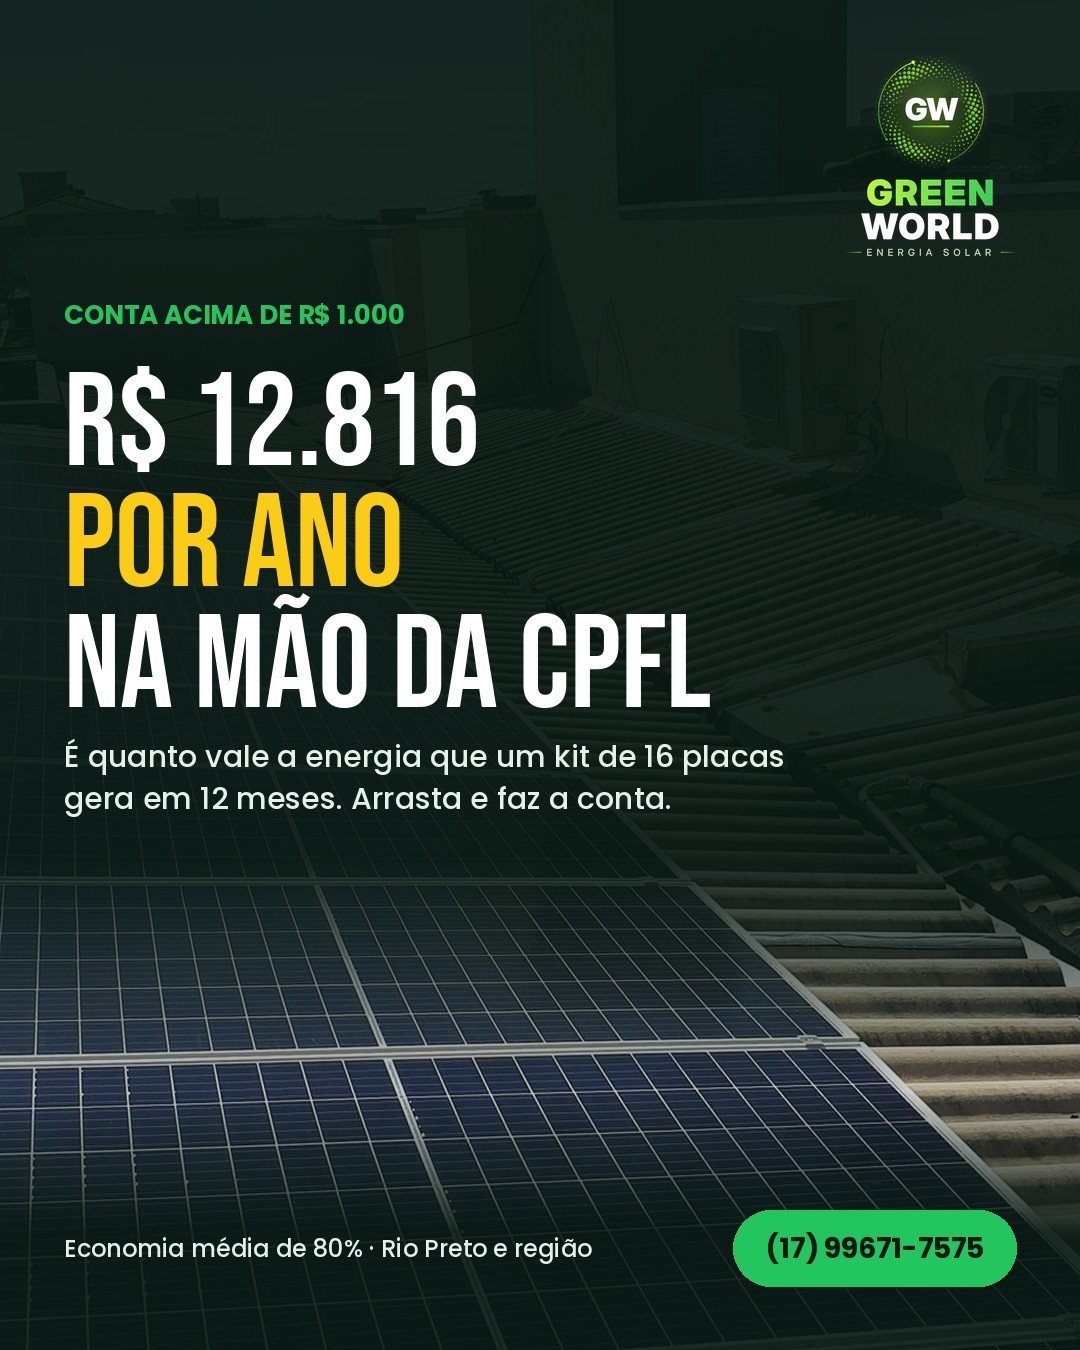 GW
GREEN
WORLD
ENERGIA SOLAR
CONTA ACIMA DE R$ 1.000
R$ 12.816
POR ANO
NA MÃO DA CPFL
É quanto vale a energia que um kit de 16 placas
gera em 12 meses. Arrasta e faz a conta.
Economia média de 80% · Rio Preto e região
(17) 99671-7575